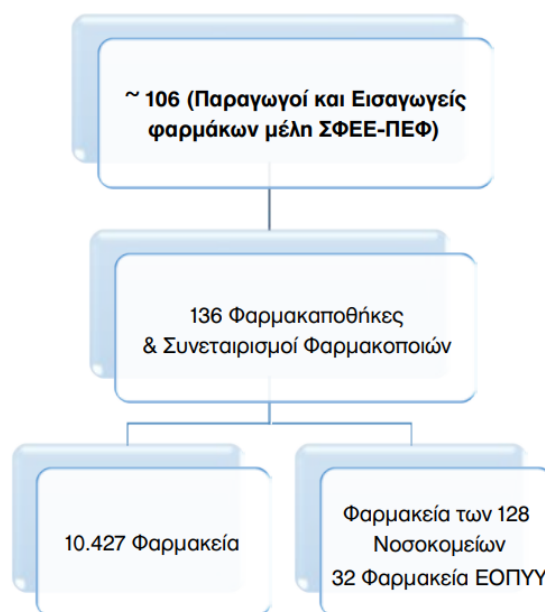 ~ 106 (Παραγωγοί και Εισαγωγείς
φαρμάκων μέλη ΣΦΕΕ-ΠΕΦ)
136 Φαρμακαποθήκες
& Συνεταιρισμοί Φαρμακοποιών
10.427 Φαρμακεία
Φαρμακεία των 128
Νοσοκομείων
32 Φαρμακεία ΕΟΠΥΥ